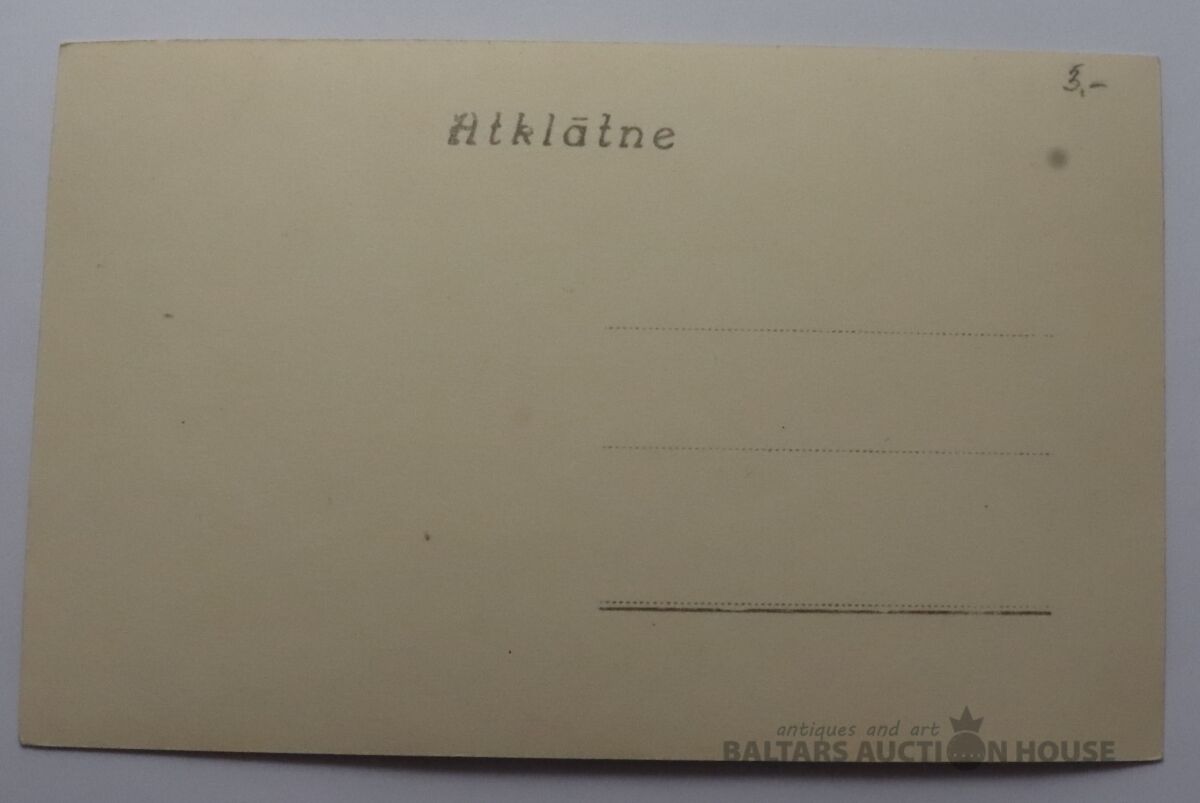 3,-
Atklātne
antiques and art
BALTARS AUCTION HOUSE